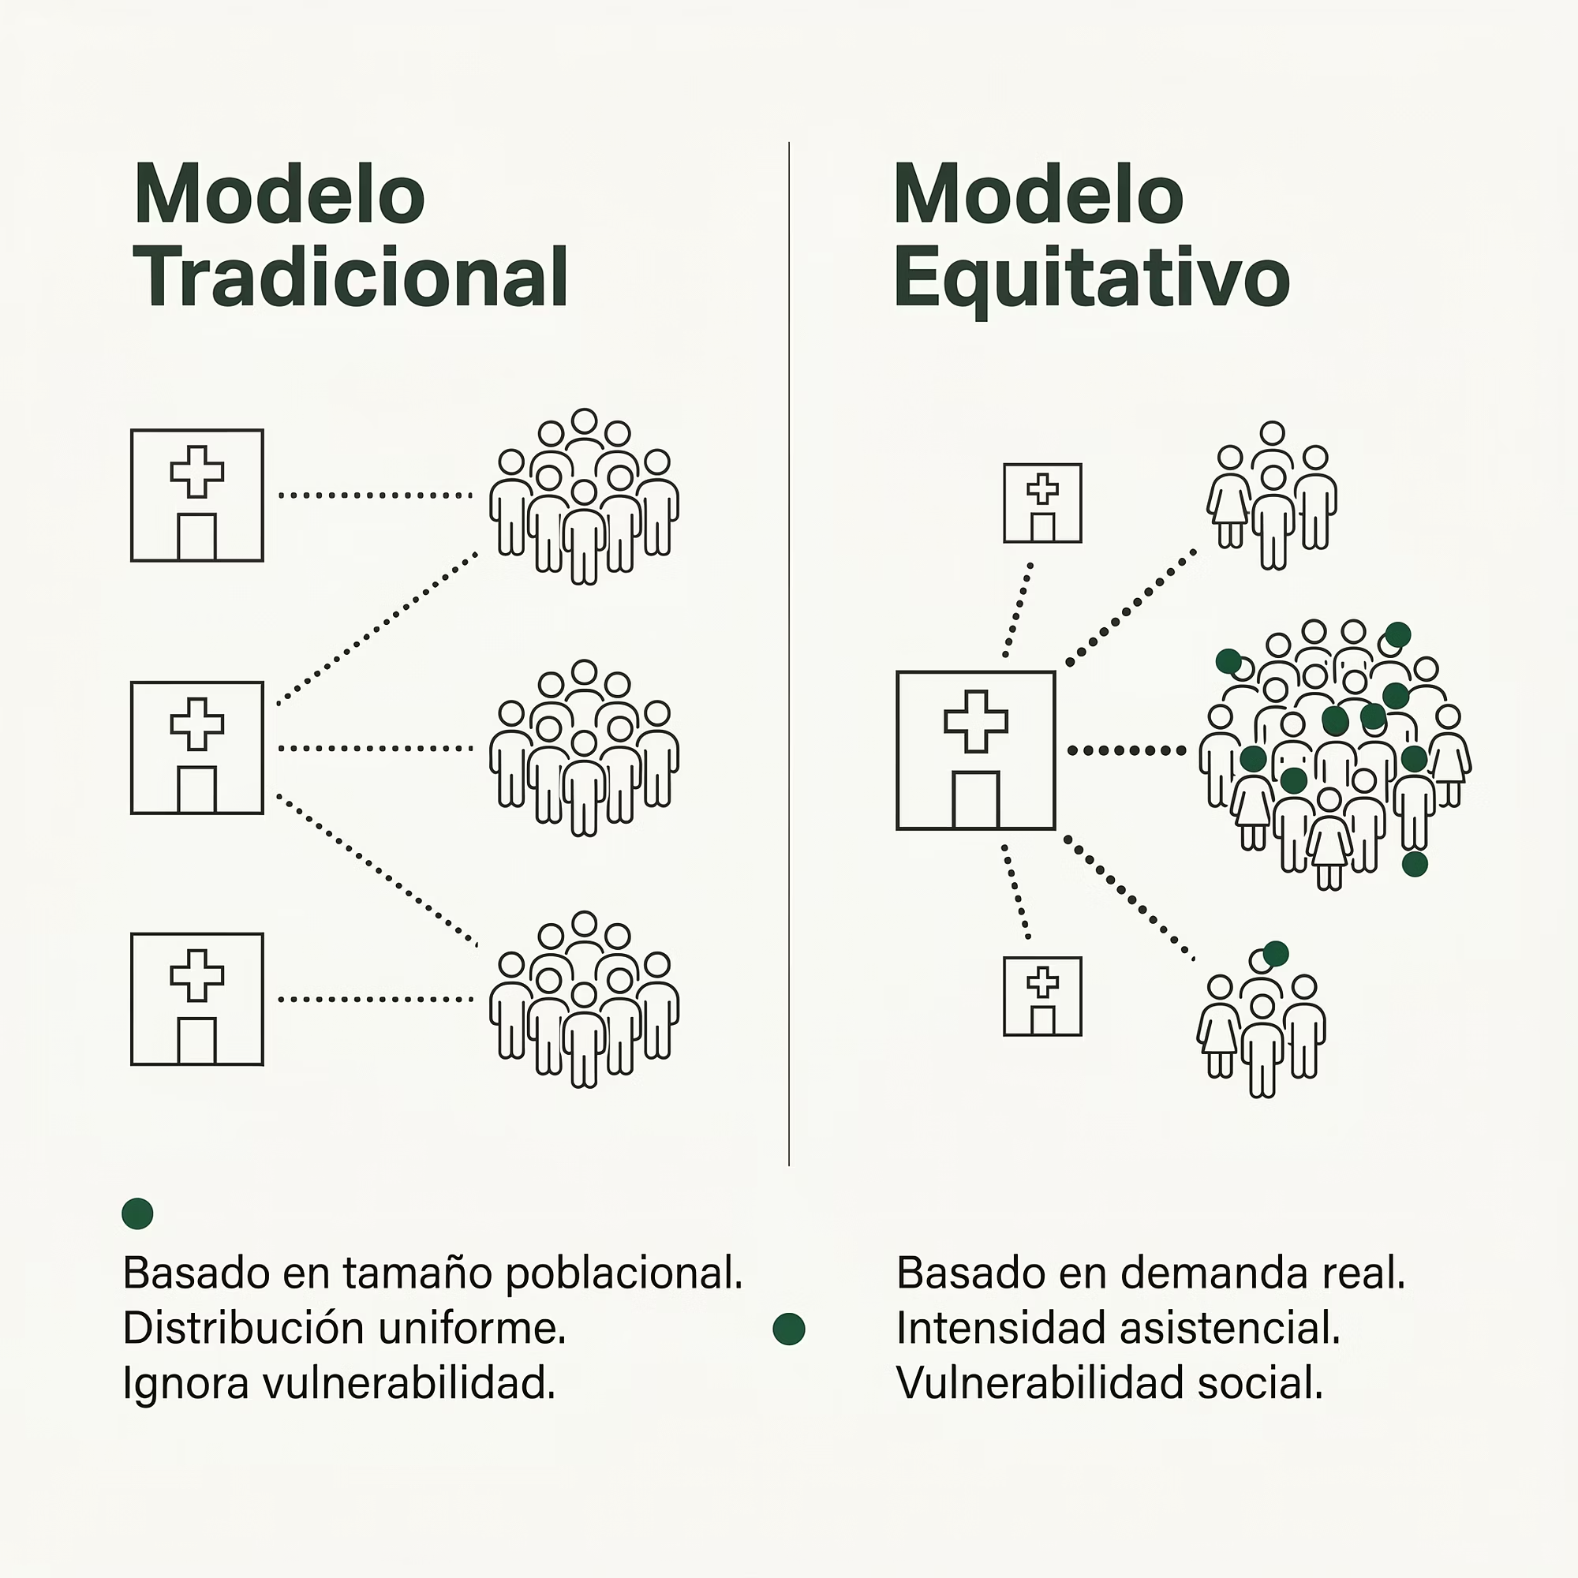 Modelo
Tradicional
Modelo
Equitativo
Basado en tamaño poblacional.
Distribución uniforme.
Ignora vulnerabilidad.
Basado en demanda real.
Intensidad asistencial.
Vulnerabilidad social.